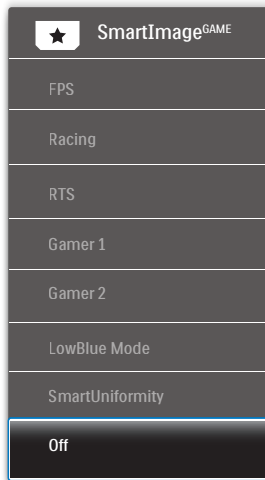 SmartImageGAME
FPS
Racing
RTS
Gamer 1
Gamer 2
LowBlue Mode
SmartUniformity
Off